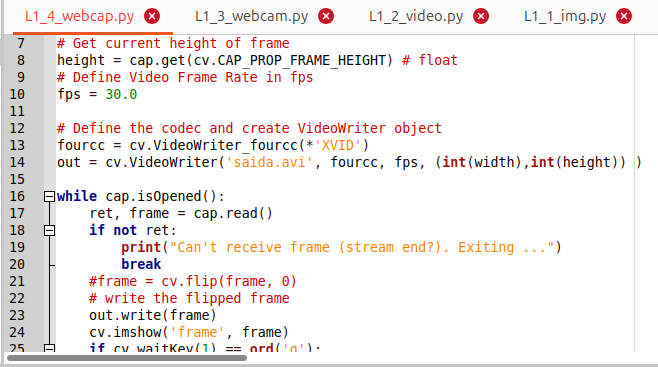 L1_4_webcap.py L1_3_webcam.py L1_2_video.py L1_1_img.py
7 # Get current height of frame
8 height = cap.get(cv.CAP_PROP_FRAME_HEIGHT) # float
9 # Define Video Frame Rate in fps
10 fps = 30.0
11
12 # Define the codec and create VideoWriter object
13 fourcc = cv.VideoWriter_fourcc(*'XVID')
14 out = cv.VideoWriter('saida.avi', fourcc, fps, (int(width),int(height)) )
15
16 while cap.isOpened():
17     ret, frame = cap.read()
18     if not ret:
19         print("Can't receive frame (stream end?). Exiting ...")
20         break
21     #frame = cv.flip(frame, 0)
22     # write the flipped frame
23     out.write(frame)
24     cv.imshow('frame', frame)
25     if cv.waitKey(1) == ord('q'):